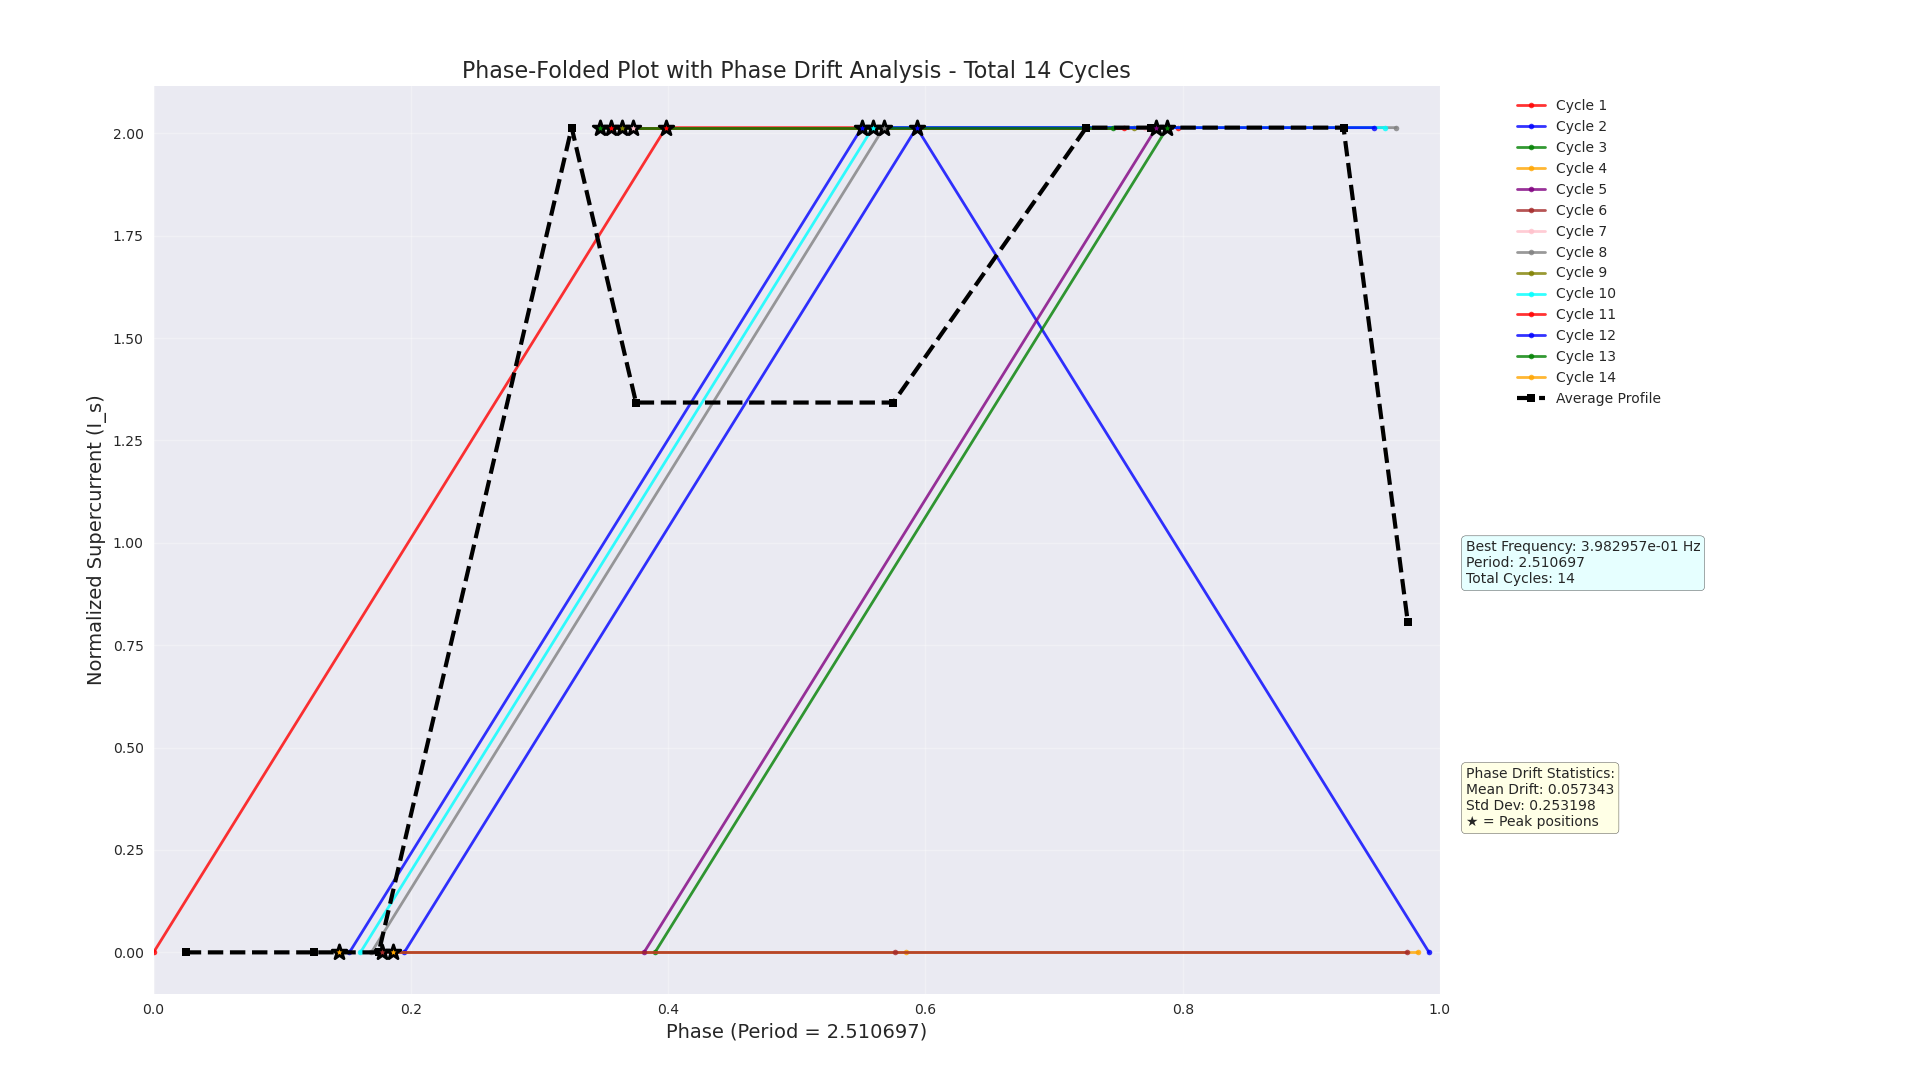 Phase-Folded Plot with Phase Drift Analysis - Total 14 Cycles
Normalized Supercurrent (I_s)
2.00
1.75
1.50
1.25
1.00
0.75
0.50
0.25
0.00
0.0
0.2
0.4
0.6
0.8
1.0
Phase (Period = 2.510697)
Cycle 1
Cycle 2
Cycle 3
Cycle 4
Cycle 5
Cycle 6
Cycle 7
Cycle 8
Cycle 9
Cycle 10
Cycle 11
Cycle 12
Cycle 13
Cycle 14
Average Profile
Best Frequency: 3.982957e-01 Hz
Period: 2.510697
Total Cycles: 14
Phase Drift Statistics:
Mean Drift: 0.057343
Std Dev: 0.253198
★ = Peak positions